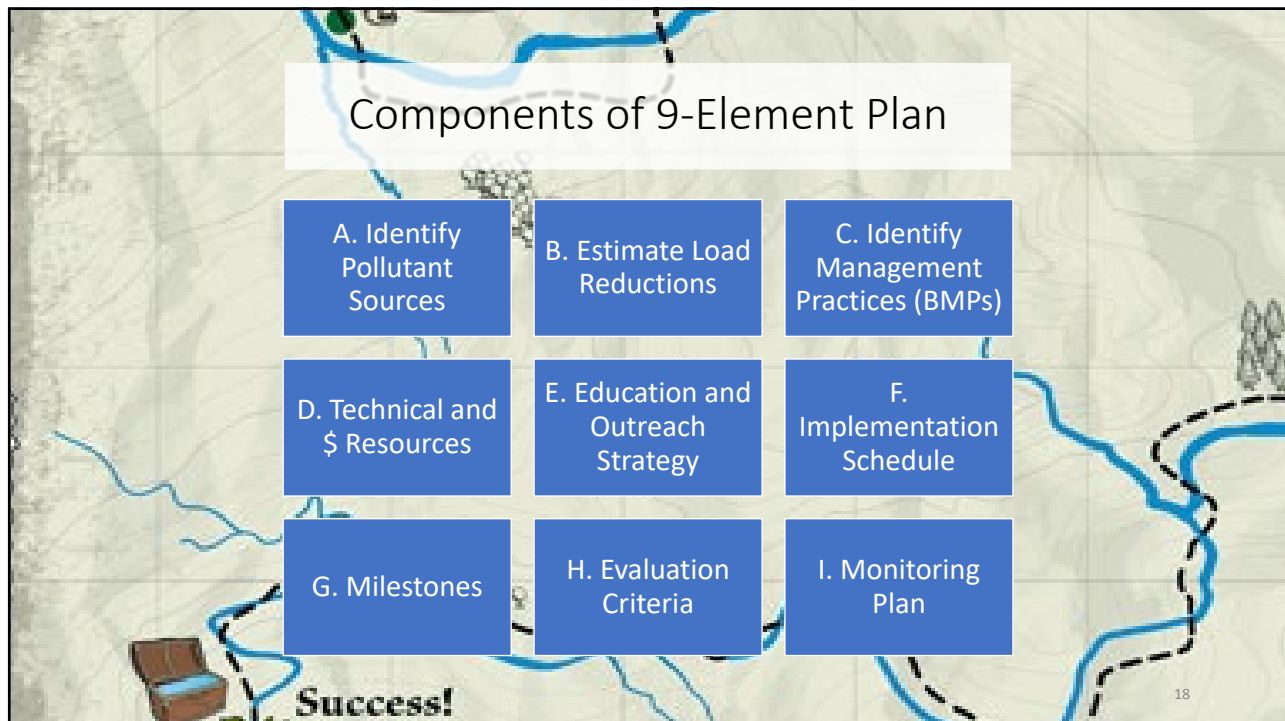 Components of 9-Element Plan
A. Identify
Pollutant
Sources
B. Estimate Load
Reductions
C. Identify
Management
Practices (BMPs)
D. Technical and
$ Resources
E. Education and
Outreach
Strategy
F.
Implementation
Schedule
G. Milestones
H. Evaluation
Criteria
I. Monitoring
Plan
Success!
18